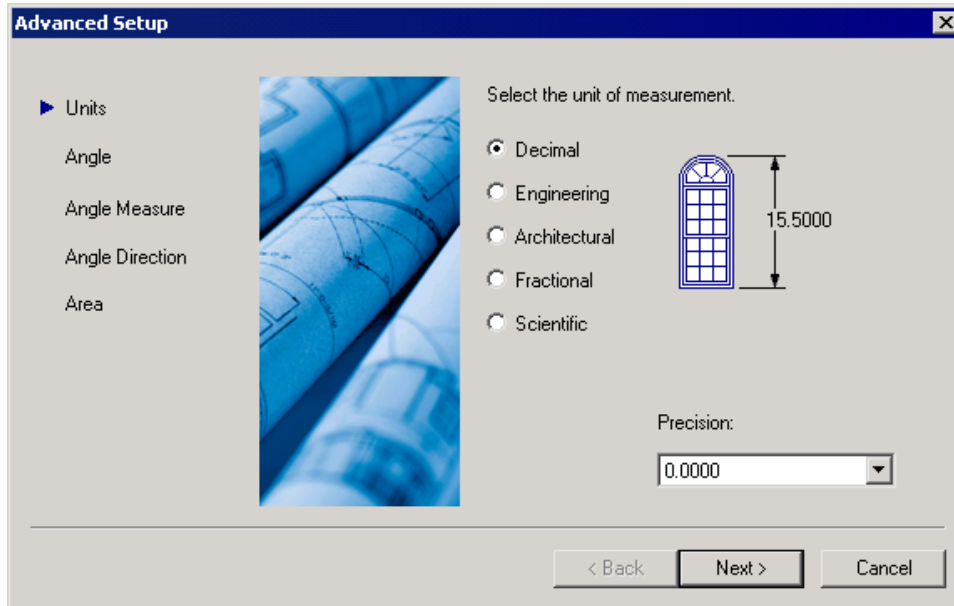 Advanced Setup
Units
Angle
Angle Measure
Angle Direction
Area
Select the unit of measurement.
Decimal
Engineering
Architectural
Fractional
Scientific
15.5000
Precision:
0.0000
< Back
Next >
Cancel